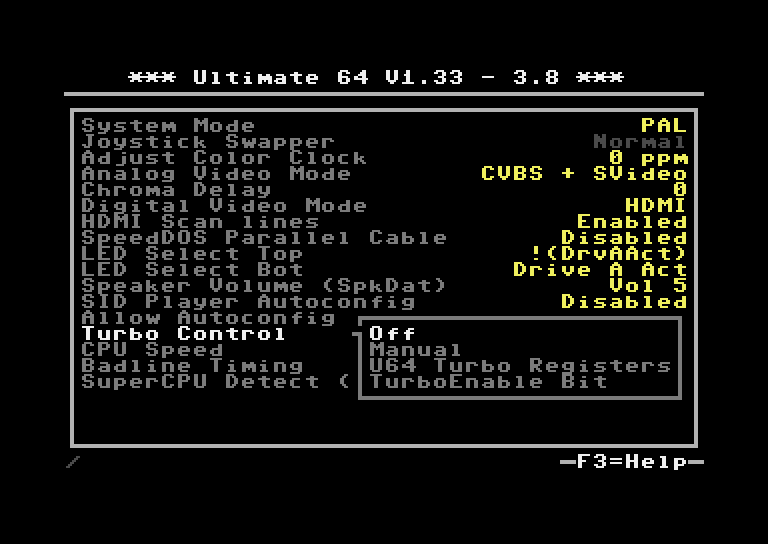 *** Ultimate 64 V1.33 - 3.8 ***
System Mode PAL
Joystick Swapper Normal
Adjust Color Clock 0 ppm
Analog Video Mode CVBS + SVideo
Chroma Delay 0
Digital Video Mode HDMI
HDMI Scan lines Enabled
SpeedDOS Parallel Cable Disabled
LED Select Top !(DrvAAct)
LED Select Bot Drive A Act
Speaker Volume (SpkDat) Vol 5
SID Player Autoconfig Disabled
Allow Autoconfig
Turbo Control Off
CPU Speed Manual
Badline Timing U64 Turbo Registers
SuperCPU Detect ( TurboEnable Bit
/ F3=Help